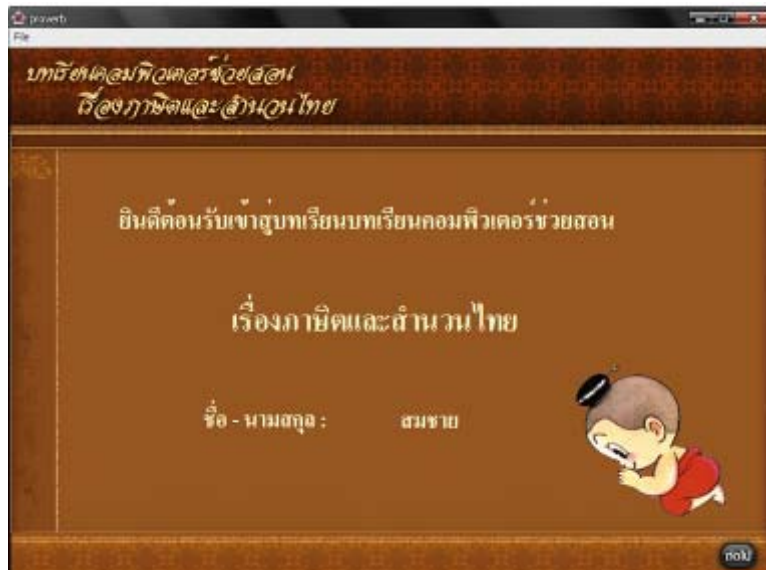 proverb
File
บทเรียนคอมพิวเตอร์ช่วยสอน
เรื่องภาษิตและสำนวนไทย
ยินดีต้อนรับเข้าสู่บทเรียนบทเรียนคอมพิวเตอร์ช่วยสอน
เรื่องภาษิตและสำนวนไทย
ชื่อ - นามสกุล : สมชาย
ต่อไป